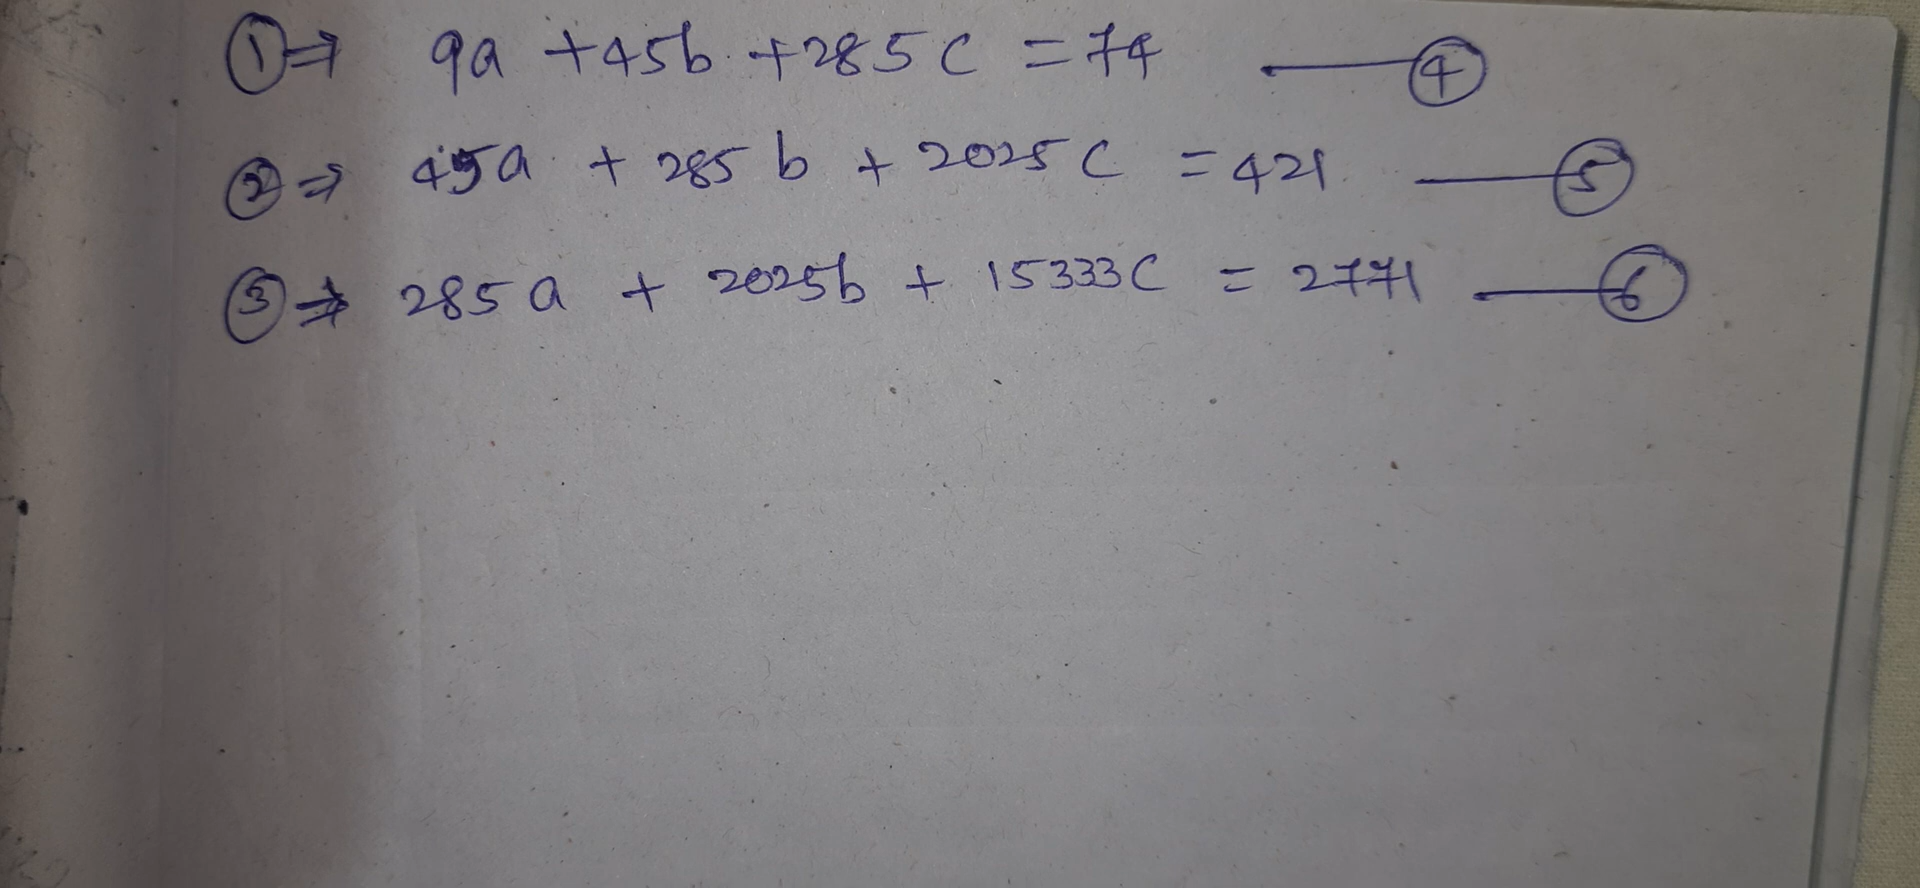 ① ⇒ 9a + 45b + 285c = 74 —— ④
② ⇒ 45a + 285b + 2025c = 421 —— ⑤
③ ⇒ 285a + 2025b + 15333c = 2771 —— ⑥